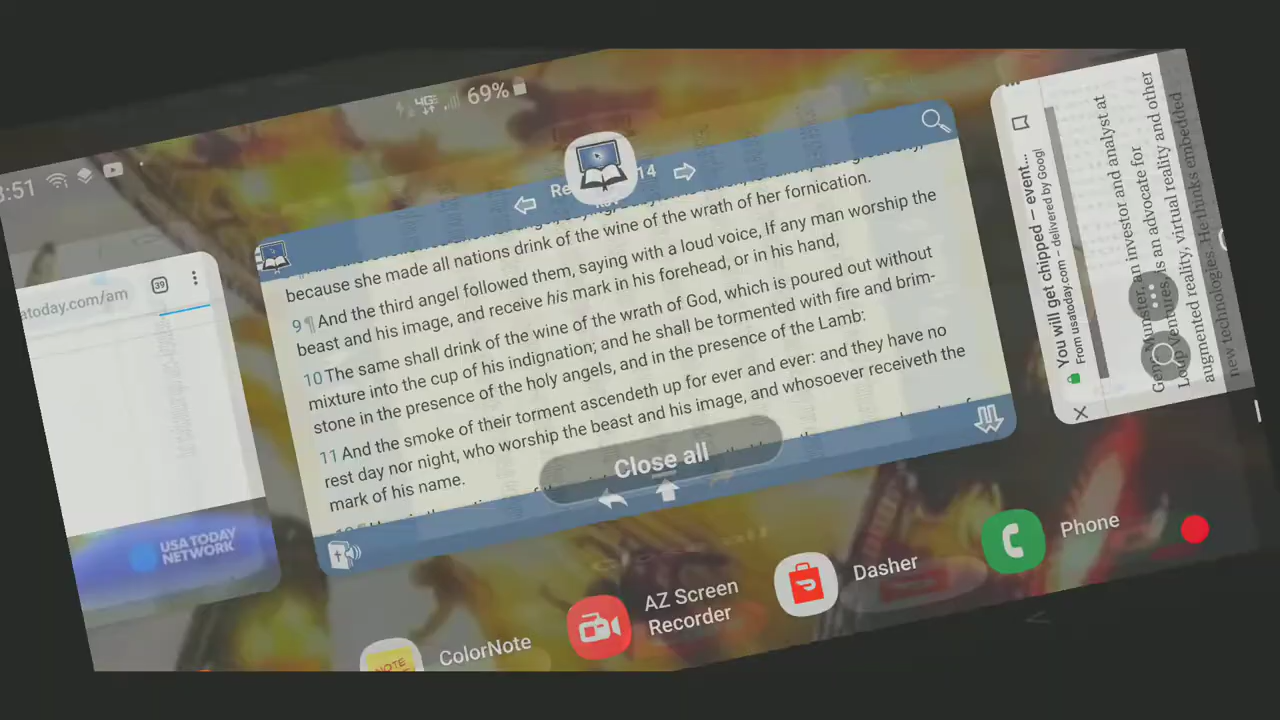 :51
4G
69%
atoday.com/am
39
USA TODAY
NETWORK
14
because she made all nations drink of the wine of the wrath of her fornication.
9 ¶ And the third angel followed them, saying with a loud voice, If any man worship the
beast and his image, and receive his mark in his forehead, or in his hand,
10 The same shall drink of the wine of the wrath of God, which is poured out without
mixture into the cup of his indignation; and he shall be tormented with fire and brim-
stone in the presence of the holy angels, and in the presence of the Lamb:
11 And the smoke of their torment ascendeth up for ever and ever: and they have no
rest day nor night, who worship the beast and his image, and whosoever receiveth the
mark of his name.
Close all
You will get chipped – event...
From usatoday.com – delivered by Googl
Munster, an investor and analyst at
Ventures, is an advocate for
augmented reality, virtual reality and other
new technologies. He thinks embedded
NOTE
ColorNote
AZ Screen
Recorder
Dasher
Phone